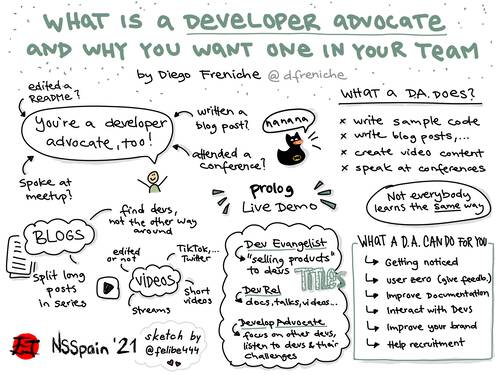 WHAT IS A DEVELOPER ADVOCATE
AND WHY YOU WANT ONE IN YOUR TEAM
by Diego Freniche @dfreniche
edited a
README?
You're a developer
advocate, too!
Spoke at
meetup?
written a
blog post?
attended a
conference?
nanana
WHAT A D.A. DOES?
x write sample code
x write blog posts,...
x create video content
x speak at conferences
Not everybody
learns the same way
prolog
Live Demo
BLOGS
find devs,
not the other way
around
Split long
posts
in series
VIDEOS
edited
or not
TikTok,...
Twitter
Short
videos
streams
Titles
Dev Evangelist
"selling products"
to devs
Dev Rel
docs, talks, videos...
Develop Advocate
focus on other devs,
listen to devs & their
challenges
WHAT A D.A. CAN DO FOR YOU
Getting noticed
user zero (give feedb.)
Improve Documentation
Interact with Devs
Improve your brand
Help recruitment
NSSpain '21
sketch by
@felibe444